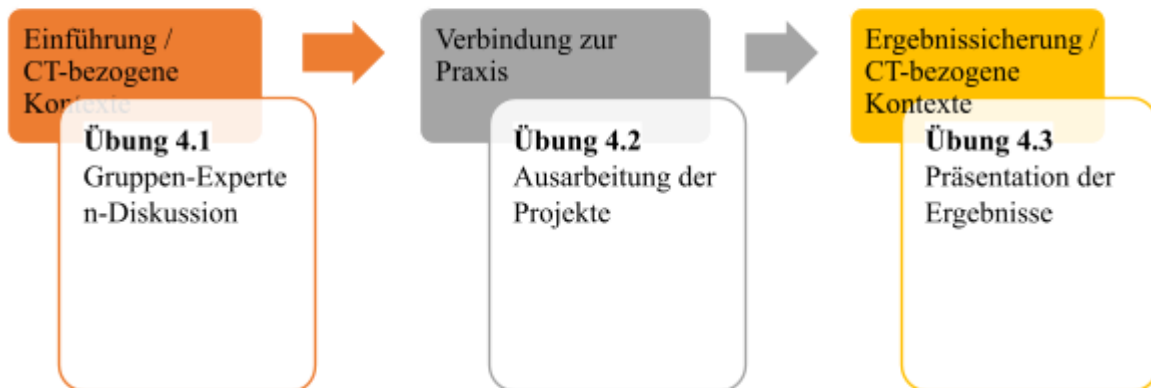 Einführung /
CT-bezogene
Kontexte
Übung 4.1
Gruppen-Experte
n-Diskussion
Verbindung zur
Praxis
Übung 4.2
Ausarbeitung der
Projekte
Ergebnissicherung /
CT-bezogene
Kontexte
Übung 4.3
Präsentation der
Ergebnisse